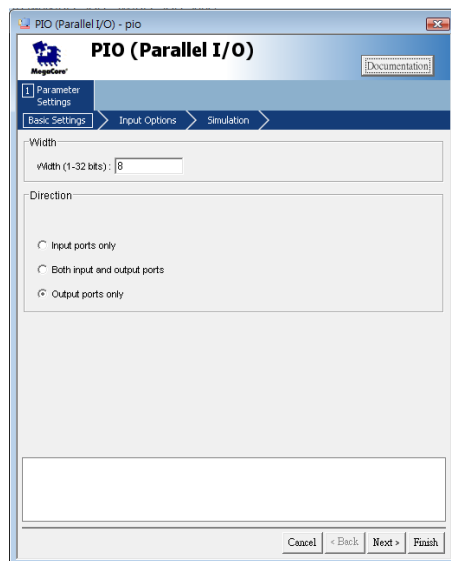 PIO (Parallel I/O) - pio
PIO (Parallel I/O)
MegaCore'
Documentation
1 Parameter
Settings
Basic Settings
Input Options
Simulation
Width
Width (1-32 bits) : 8
Direction
Input ports only
Both input and output ports
Output ports only
Cancel
< Back
Next >
Finish